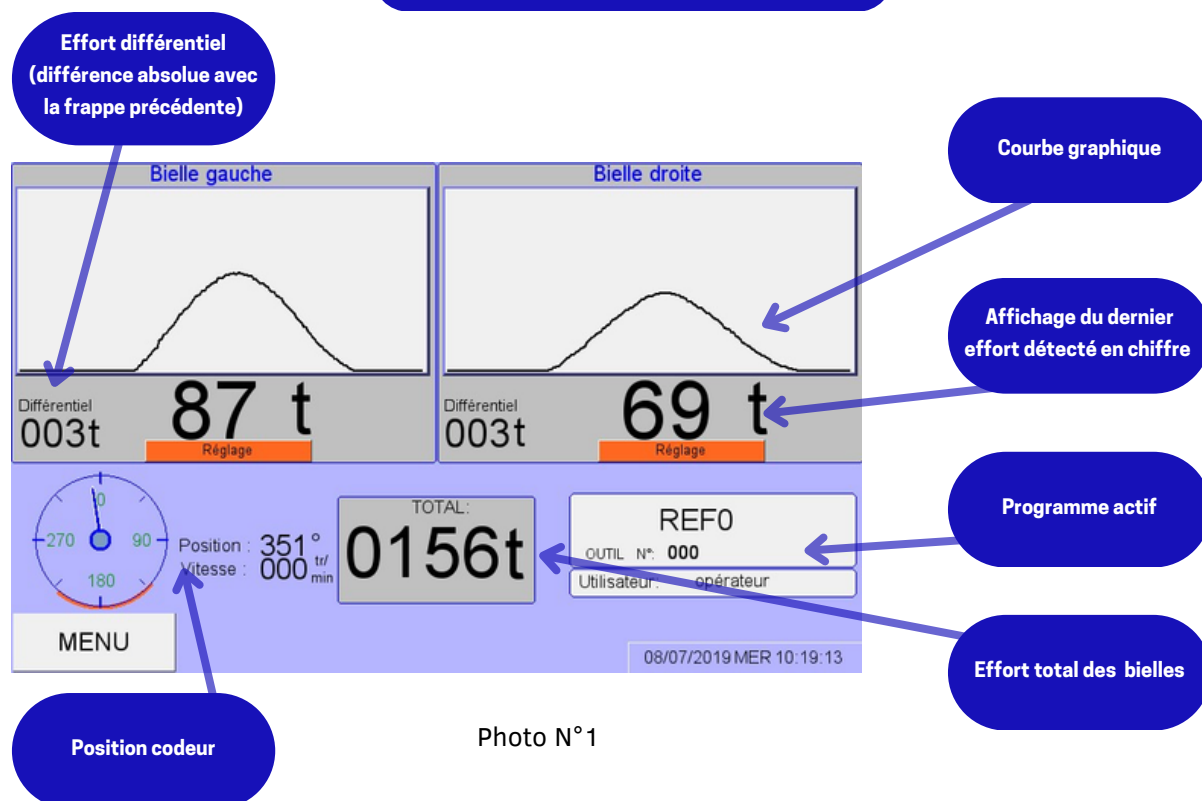 Effort différentiel
(différence absolue avec
la frappe précédente)
Courbe graphique
Bielle gauche
Bielle droite
Affichage du dernier
effort détecté en chiffre
Différentiel
003t
87 t
Réglage
Différentiel
003t
69 t
Réglage
Programme actif
0
90
180
270
Position : 351°
Vitesse : 000 tr/min
TOTAL:
0156t
REF0
OUTIL N°: 000
Utilisateur: opérateur
MENU
08/07/2019 MER 10:19:13
Effort total des bielles
Position codeur
Photo N°1